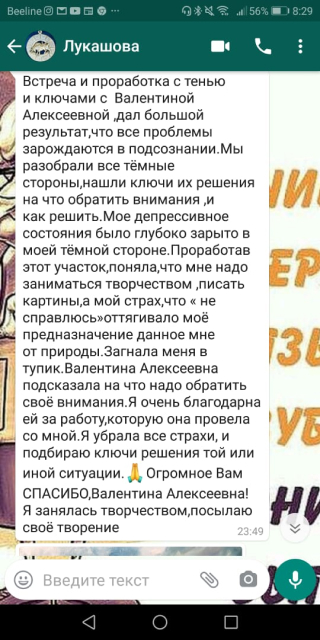 Beeline
56%
8:29
Лукашова
Встреча и проработка с тенью
и ключами с Валентиной
Алексеевной ,дал большой
результат,что все проблемы
зарождаются в подсознании.Мы
разобрали все тёмные
стороны,нашли ключи их решения
на что обратить внимания ,и
как решить.Мое депрессивное
состояния было глубоко зарыто в
моей тёмной стороне.Проработав
этот участок,поняла,что мне надо
заниматься творчеством ,писать
картины,а мой страх,что « не
справлюсь»оттягивало моё
предназначение данное мне
от природы.Загнала меня в
тупик.Валентина Алексеевна
подсказала на что надо обратить
своё внимания.Я очень благодарна
ей за работу,которую она провела
со мной.Я убрала все страхи, и
подбираю ключи решения той или
иной ситуации.🙏 Огромное Вам
СПАСИБО,Валентина Алексеевна!
Я занялась творчеством,посылаю
своё творение
23:49
Введите текст